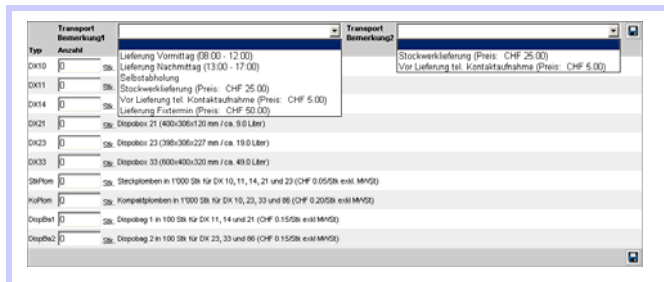 Transport
Bemerkung1
Transport
Bemerkung2
Typ Anzahl
Lieferung Vormittag (08:00 - 12:00)
Lieferung Nachmittag (13:00 - 17:00)
Selbstabholung
Stockwerklieferung (Preis: CHF 25.00)
Vor Lieferung tel. Kontaktaufnahme (Preis: CHF 5.00)
Lieferung Fixtermin (Preis: CHF 50.00)
Stockwerklieferung (Preis: CHF 25.00)
Vor Lieferung tel. Kontaktaufnahme (Preis: CHF 5.00)
DX10 0 Stk.
DX11 0 Stk.
DX14 0 Stk.
DX21 0 Stk. Dispobox 21 (400x306x120 mm / ca. 9.0 Liter)
DX23 0 Stk. Dispobox 23 (398x306x227 mm / ca. 19.0 Liter)
DX33 0 Stk. Dispobox 33 (600x400x320 mm / ca. 49.0 Liter)
StkPlom 0 Stk. Steckplomben in 1'000 Stk für DX 10, 11, 14, 21 und 23 (CHF 0.05/Stk exkl. MWSt)
KoPlom 0 Stk. Kompaktplomben in 1'000 Stk für DX 10, 23, 33 und 86 (CHF 0.20/Stk exkl MWSt)
DispBe1 0 Stk. Dispobag 1 in 100 Stk für DX 11, 14 und 21 (CHF 0.15/Stk exkl MWSt)
DispBe2 0 Stk. Dispobag 2 in 100 Stk für DX 23, 33 und 86 (CHF 0.15/Stk exkl MWSt)